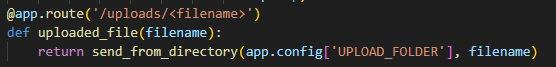 @app.route('/uploads/<filename>')
def uploaded_file(filename):
    return send_from_directory(app.config['UPLOAD_FOLDER'], filename)